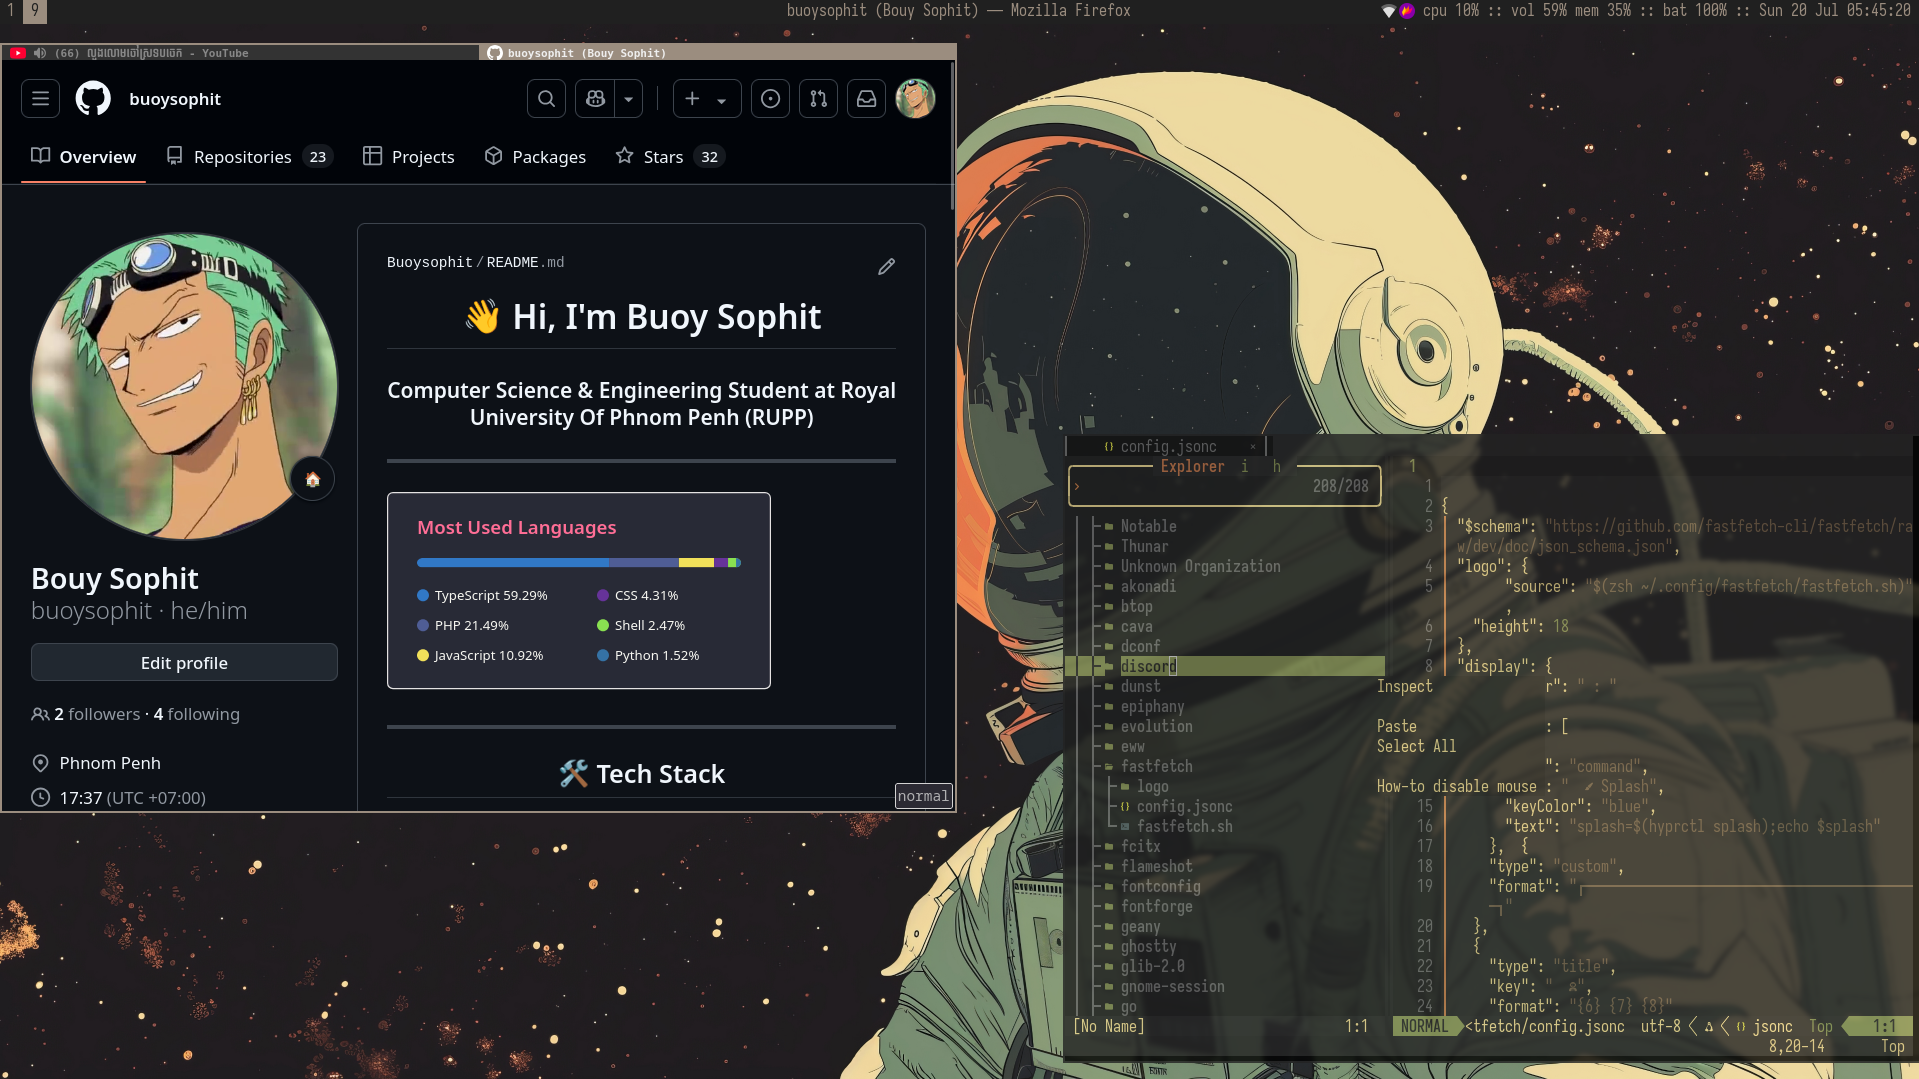 1 9
buoysophit (Bouy Sophit) — Mozilla Firefox
cpu 10% :: vol 59% mem 35% :: bat 100% :: Sun 20 Jul 05:45:20
(66) - YouTube
buoysophit (Bouy Sophit)
buoysophit
Overview
Repositories 23
Projects
Packages
Stars 32
Buoysophit/README.md
👋 Hi, I'm Buoy Sophit
Computer Science & Engineering Student at Royal
University Of Phnom Penh (RUPP)
Most Used Languages
TypeScript 59.29%
CSS 4.31%
PHP 21.49%
Shell 2.47%
JavaScript 10.92%
Python 1.52%
🛠️ Tech Stack
Bouy Sophit
buoysophit · he/him
Edit profile
2 followers · 4 following
Phnom Penh
17:37 (UTC +07:00)
normal
{} config.jsonc ×
Explorer i h
› 208/208
Notable
Thunar
Unknown Organization
akonadi
btop
cava
dconf
discord
dunst
epiphany
evolution
eww
fastfetch
logo
{} config.jsonc
fastfetch.sh
fcitx
flameshot
fontconfig
fontforge
geany
ghostty
glib-2.0
gnome-session
go
[No Name] 1:1
1
1
2 {
3 "$schema": "https://github.com/fastfetch-cli/fastfetch/ra
w/dev/doc/json_schema.json",
4 "logo": {
5 "source": "$(zsh ~/.config/fastfetch/fastfetch.sh)"
,
6 "height": 18
7 },
8 "display": {
Inspect r": " : "
Paste : [
Select All
": "command",
How-to disable mouse : " Splash",
15 "keyColor": "blue",
16 "text": "splash=$(hyprctl splash);echo $splash"
17 }, {
18 "type": "custom",
19 "format": "┌──────────
─┐"
20 },
21 {
22 "type": "title",
23 "key": " ",
24 "format": "{6} {7} {8}"
NORMAL <tfetch/config.jsonc utf-8 {} jsonc Top 1:1
8,20-14 Top